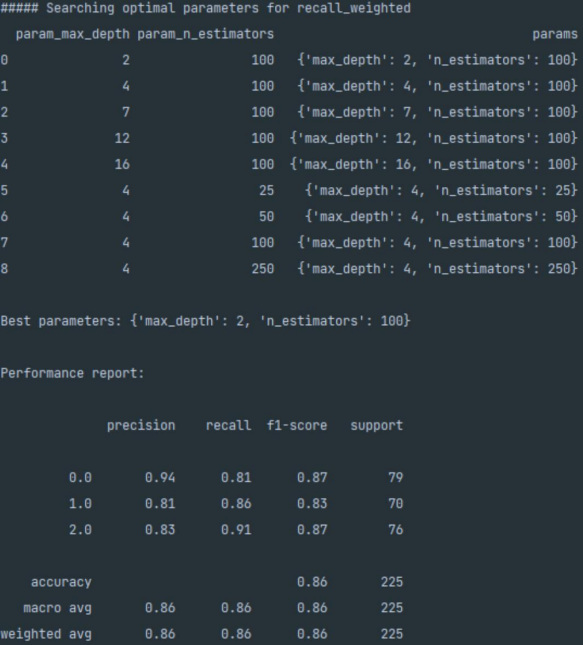 ##### Searching optimal parameters for recall_weighted
param_max_depth param_n_estimators params
0 2 100 {'max_depth': 2, 'n_estimators': 100}
1 4 100 {'max_depth': 4, 'n_estimators': 100}
2 7 100 {'max_depth': 7, 'n_estimators': 100}
3 12 100 {'max_depth': 12, 'n_estimators': 100}
4 16 100 {'max_depth': 16, 'n_estimators': 100}
5 4 25 {'max_depth': 4, 'n_estimators': 25}
6 4 50 {'max_depth': 4, 'n_estimators': 50}
7 4 100 {'max_depth': 4, 'n_estimators': 100}
8 4 250 {'max_depth': 4, 'n_estimators': 250}
Best parameters: {'max_depth': 2, 'n_estimators': 100}
Performance report:
precision recall f1-score support
0.0 0.94 0.81 0.87 79
1.0 0.81 0.86 0.83 70
2.0 0.83 0.91 0.87 76
accuracy 0.86 225
macro avg 0.86 0.86 0.86 225
weighted avg 0.86 0.86 0.86 225